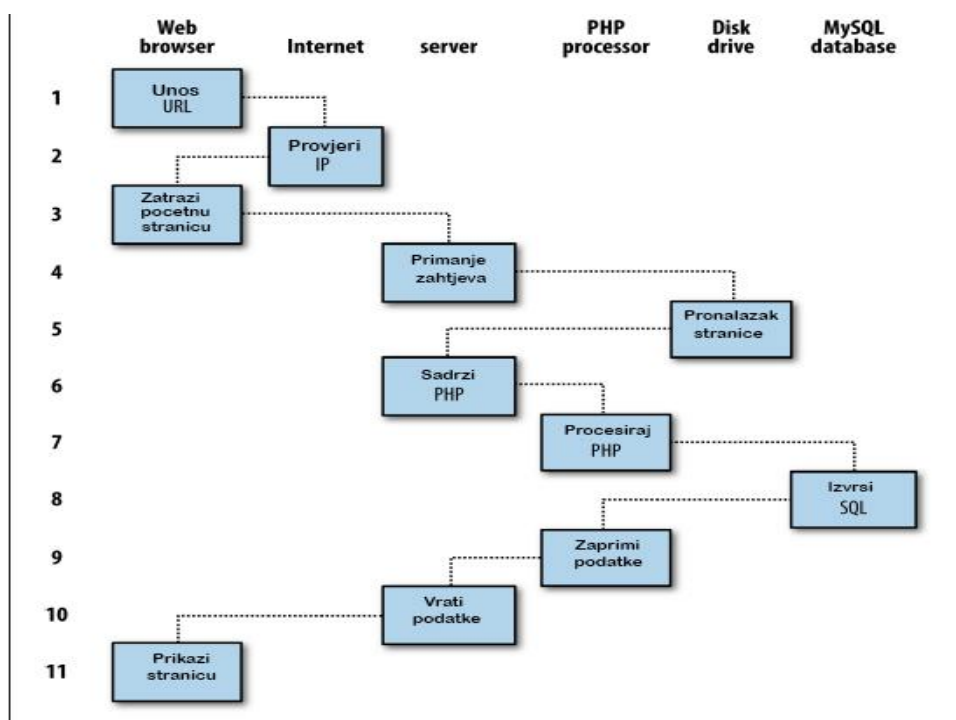 Web
browser
Internet
server
PHP
processor
Disk
drive
MySQL
database
1
Unos
URL
2
Provjeri
IP
3
Zatrazi
pocetnu
stranicu
4
Primanje
zahtjeva
5
Pronalazak
stranice
6
Sadrzi
PHP
7
Procesiraj
PHP
8
Izvrsi
SQL
9
Zaprimi
podatke
10
Vrati
podatke
11
Prikazi
stranicu